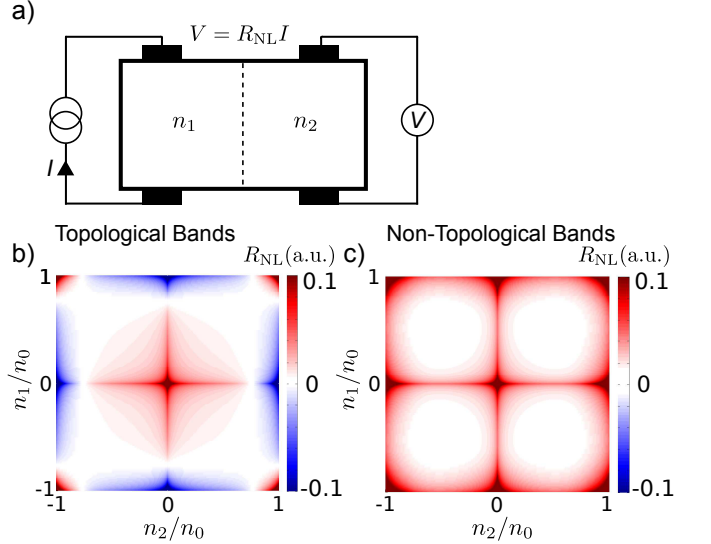 a)
V = R_NL I
n_1
n_2
I
V
b)
Topological Bands
R_NL(a.u.)
1
0
-1
n_1/n_0
-1
0
1
n_2/n_0
0.1
0
-0.1
c)
Non-Topological Bands
R_NL(a.u.)
1
0
-1
n_1/n_0
-1
0
1
n_2/n_0
0.1
0
-0.1